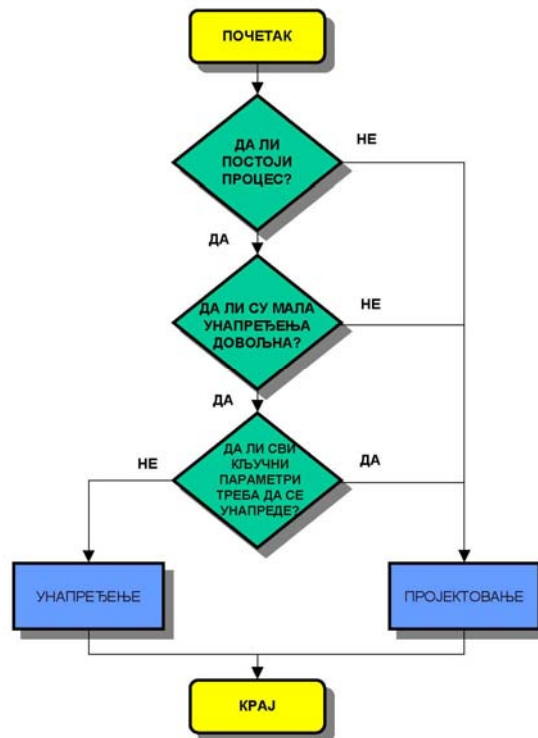 ПОЧЕТАК
ДА ЛИ
ПОСТОЈИ
ПРОЦЕС?
НЕ
ДА
ДА ЛИ СУ МАЛА
УНАПРЕЂЕЊА
ДОВОЉНА?
НЕ
ДА
ДА ЛИ СВИ
КЉУЧНИ
ПАРАМЕТРИ
ТРЕБА ДА СЕ
УНАПРЕДЕ?
НЕ
ДА
УНАПРЕЂЕЊЕ
ПРОЈЕКТОВАЊЕ
КРАЈ